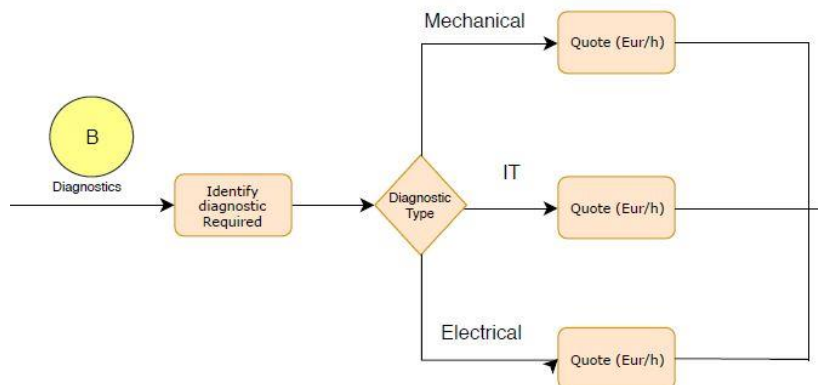 Mechanical
Quote (Eur/h)
B
Diagnostics
Identify
diagnostic
Required
Diagnostic
Type
IT
Quote (Eur/h)
Electrical
Quote (Eur/h)